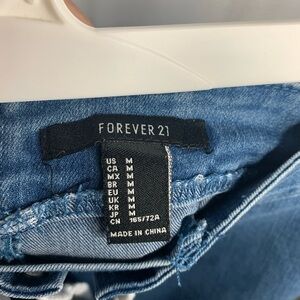 FOREVER 21
US M
CA M
MX M
BR M
EU M
UK M
KR M
JP M
CN 165/72A
MADE IN CHINA